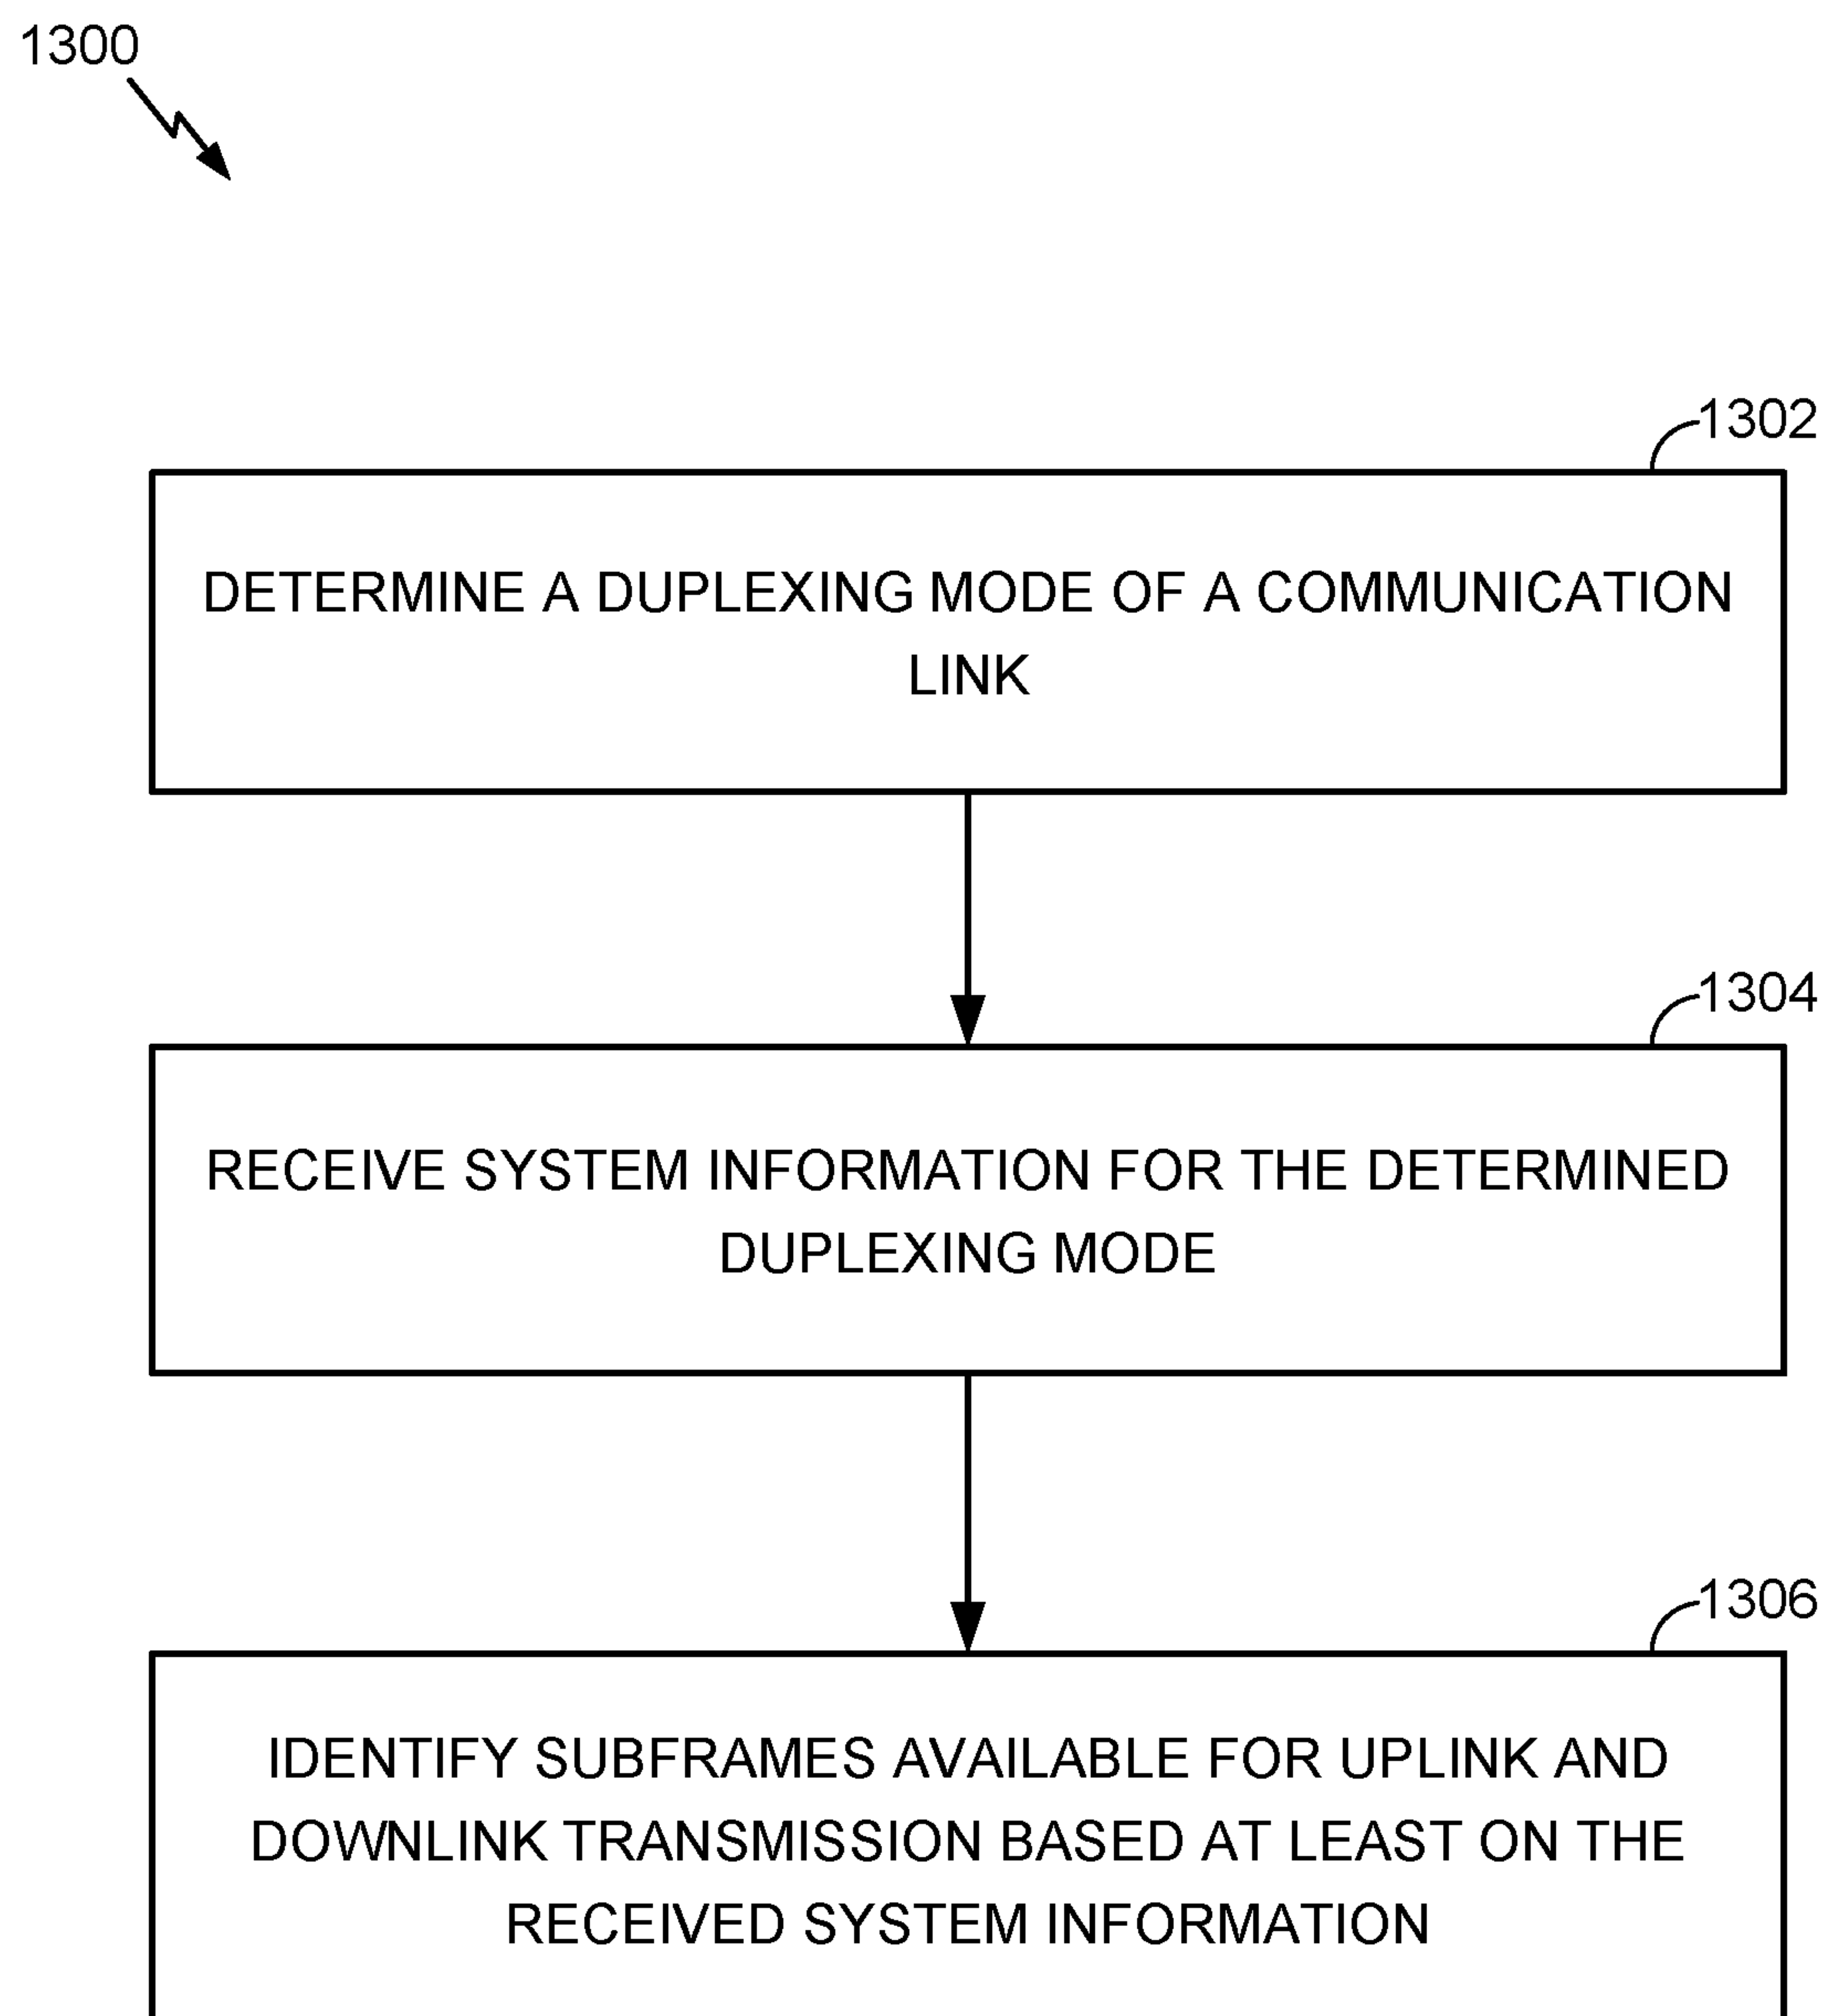 1300
1302
DETERMINE A DUPLEXING MODE OF A COMMUNICATION
LINK
1304
RECEIVE SYSTEM INFORMATION FOR THE DETERMINED
DUPLEXING MODE
1306
IDENTIFY SUBFRAMES AVAILABLE FOR UPLINK AND
DOWNLINK TRANSMISSION BASED AT LEAST ON THE
RECEIVED SYSTEM INFORMATION